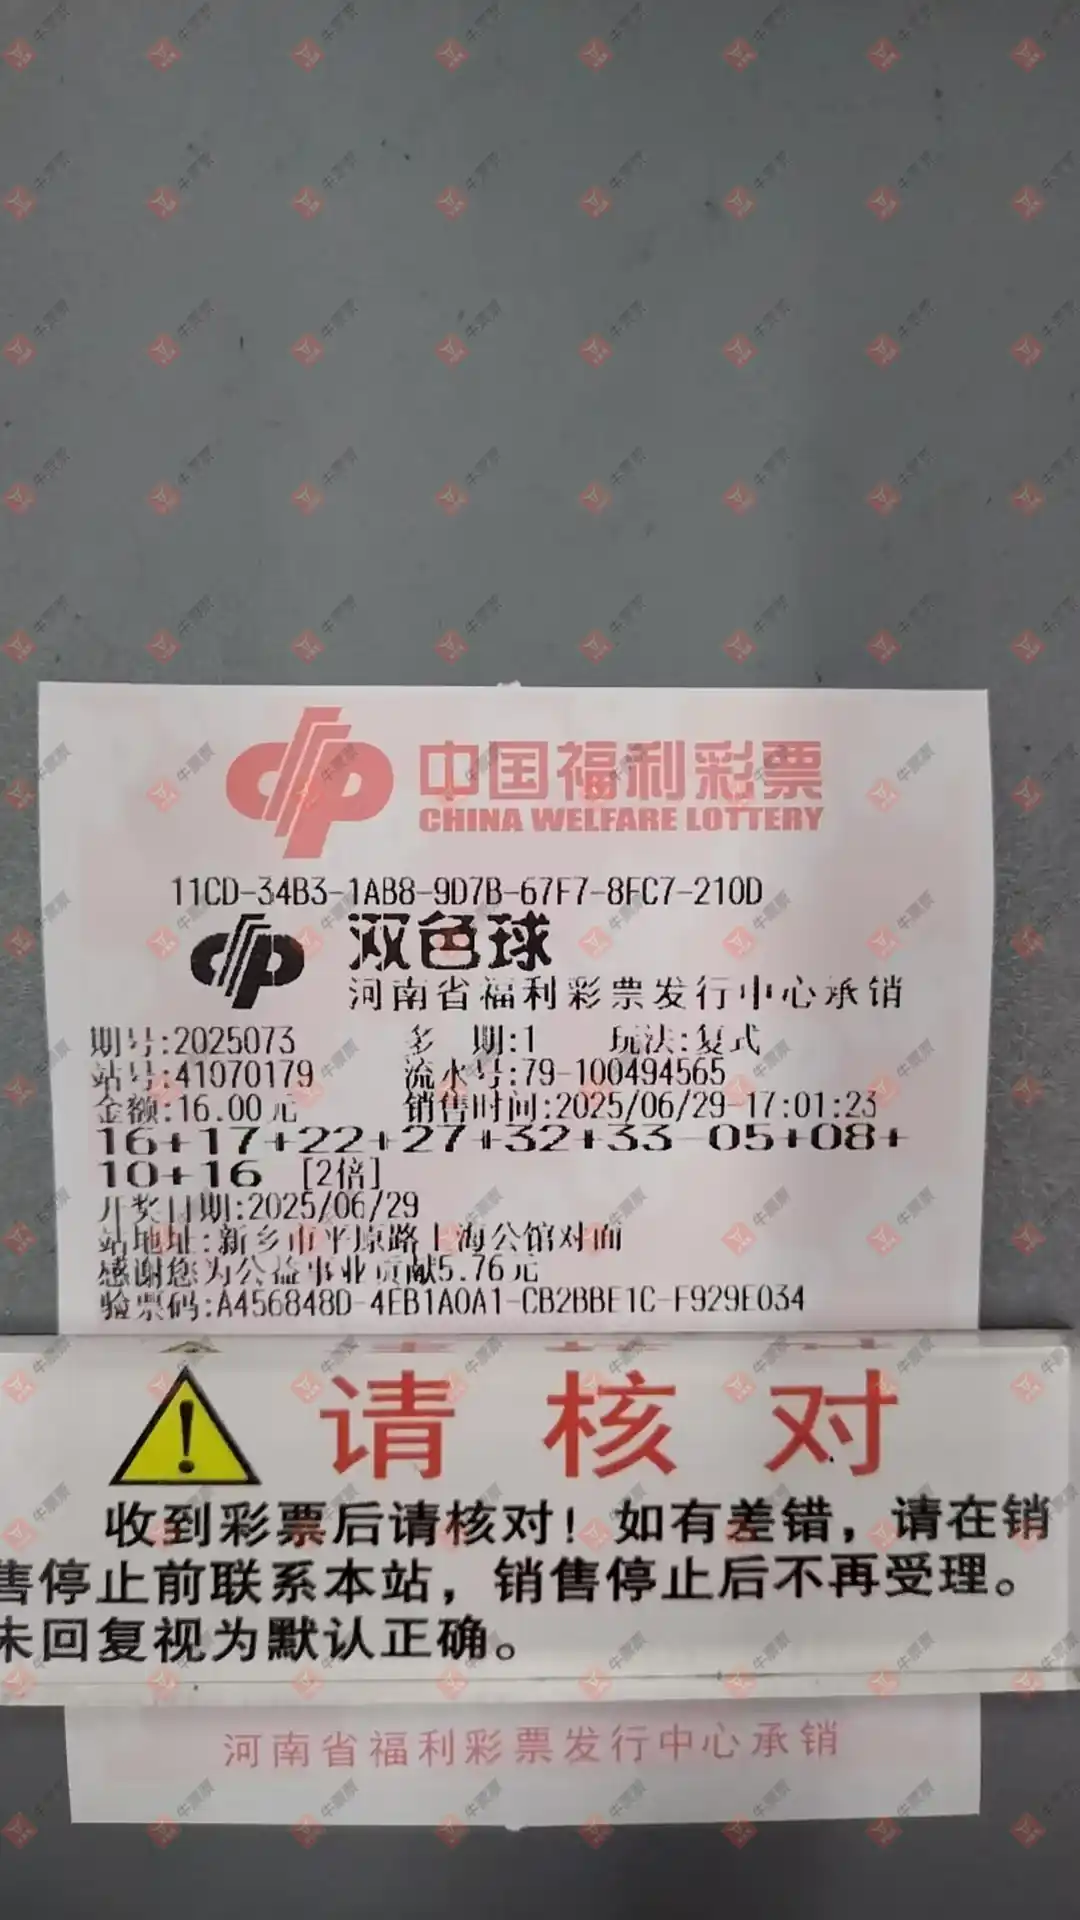 中国福利彩票
CHINA WELFARE LOTTERY
11CD-34B3-1AB8-9D7B-67F7-8FC7-210D
双色球
河南省福利彩票发行中心承销
期号:2025073 多 期:1 玩法:复式
站号:41070179 流水号:79-100494565
金额:16.00元 销售时间:2025/06/29-17:01:23
16+17+22+27+32+33-05+08+
10+16 [2倍]
开奖日期:2025/06/29
站地址:新乡市平原路上海公馆对面
感谢您为公益事业贡献5.76元
验票码:A456848D-4EB1A0A1-CB2BBE1C-F929E034
请核对
收到彩票后请核对！如有差错，请在销
售停止前联系本站，销售停止后不再受理。
未回复视为默认正确。
河南省福利彩票发行中心承销